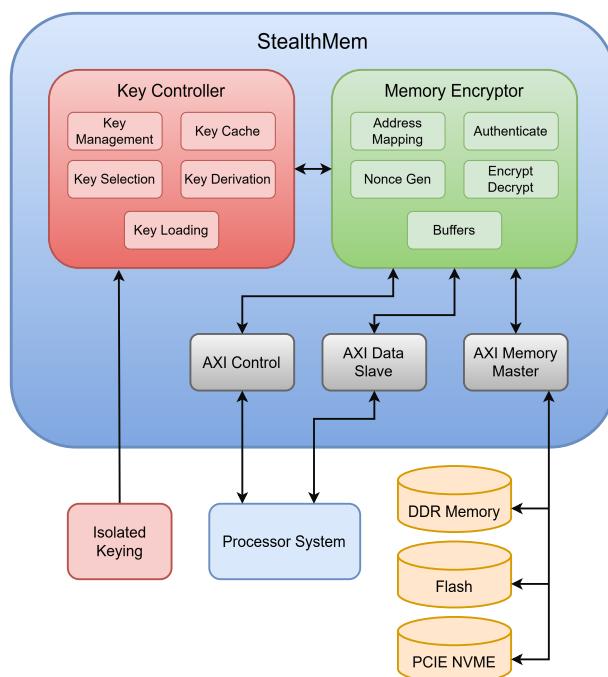 StealthMem
Key Controller
Key
Management
Key Cache
Key Selection
Key Derivation
Key Loading
Memory Encryptor
Address
Mapping
Authenticate
Nonce Gen
Encrypt
Decrypt
Buffers
AXI Control
AXI Data
Slave
AXI Memory
Master
Isolated
Keying
Processor System
DDR Memory
Flash
PCIE NVME